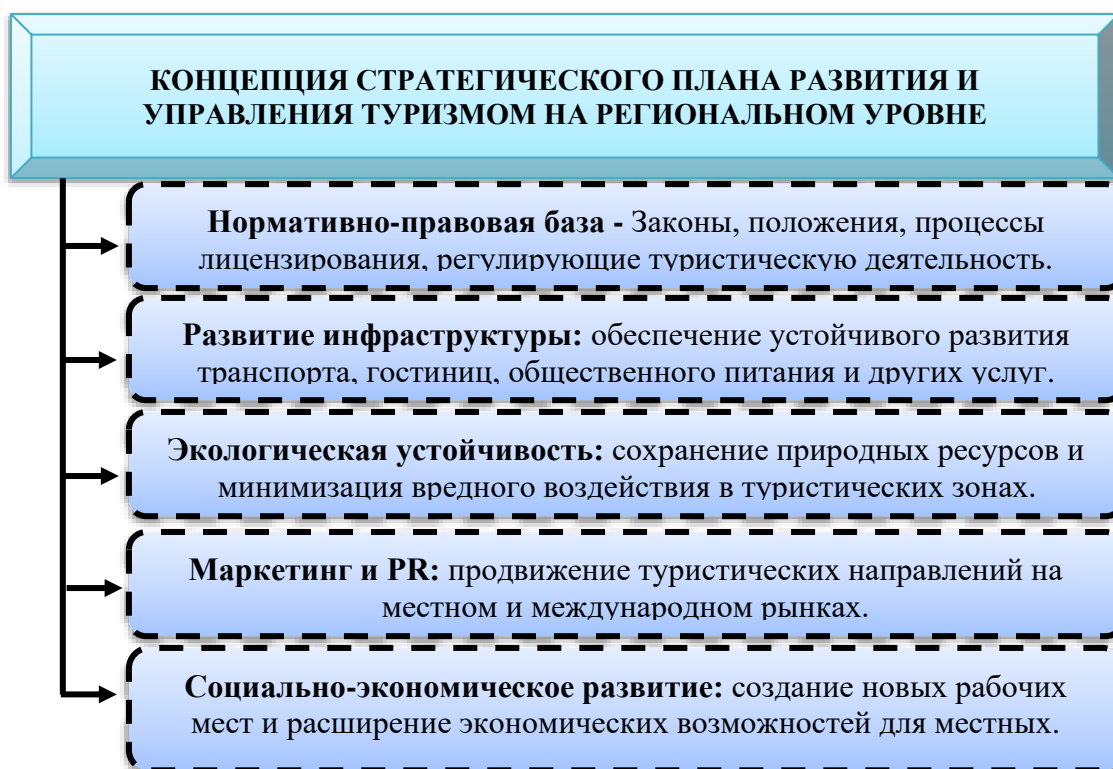 КОНЦЕПЦИЯ СТРАТЕГИЧЕСКОГО ПЛАНА РАЗВИТИЯ И
УПРАВЛЕНИЯ ТУРИЗМОМ НА РЕГИОНАЛЬНОМ УРОВНЕ
Нормативно-правовая база - Законы, положения, процессы
лицензирования, регулирующие туристическую деятельность.
Развитие инфраструктуры: обеспечение устойчивого развития
транспорта, гостиниц, общественного питания и других услуг.
Экологическая устойчивость: сохранение природных ресурсов и
минимизация вредного воздействия в туристических зонах.
Маркетинг и PR: продвижение туристических направлений на
местном и международном рынках.
Социально-экономическое развитие: создание новых рабочих
мест и расширение экономических возможностей для местных.